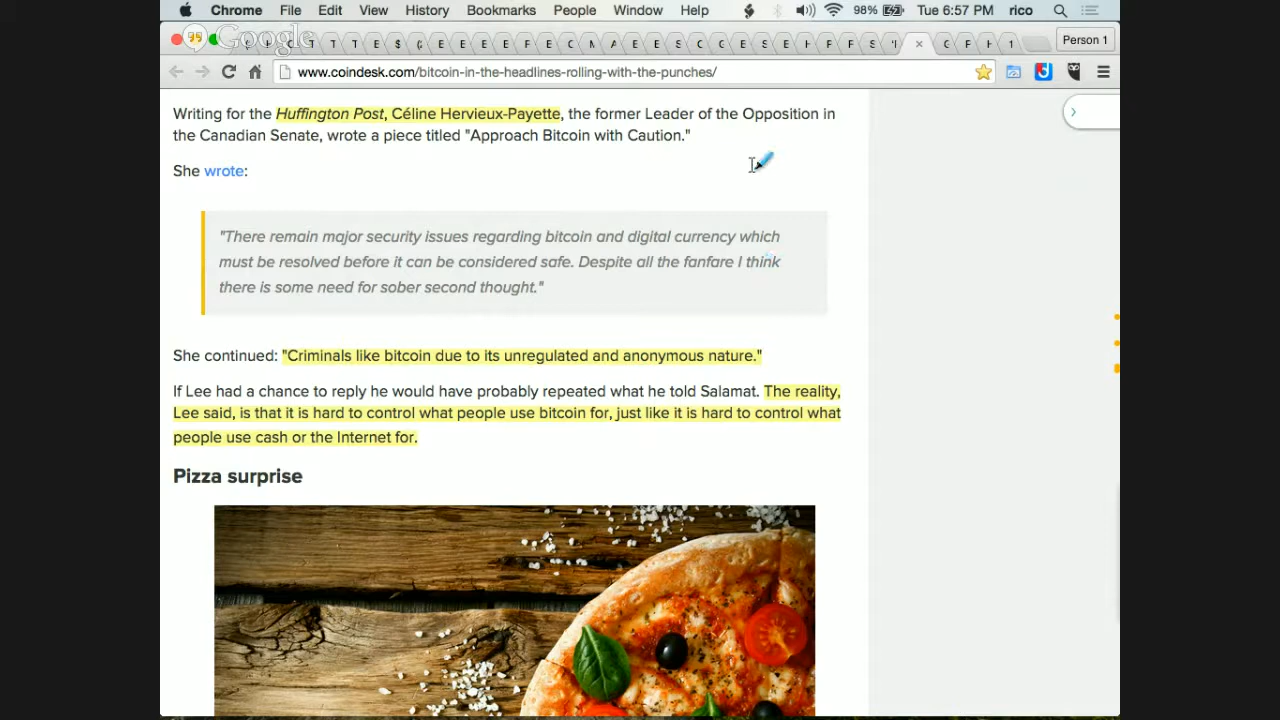 Chrome File Edit View History Bookmarks People Window Help 98% Tue 6:57 PM rico
Google
T T E $ E E E E F E C M A E E S C C E S E F F S F 1 Person 1
www.coindesk.com/bitcoin-in-the-headlines-rolling-with-the-punches/
Writing for the Huffington Post, Céline Hervieux-Payette, the former Leader of the Opposition in
the Canadian Senate, wrote a piece titled "Approach Bitcoin with Caution."
She wrote:
"There remain major security issues regarding bitcoin and digital currency which
must be resolved before it can be considered safe. Despite all the fanfare I think
there is some need for sober second thought."
She continued: "Criminals like bitcoin due to its unregulated and anonymous nature."
If Lee had a chance to reply he would have probably repeated what he told Salamat. The reality,
Lee said, is that it is hard to control what people use bitcoin for, just like it is hard to control what
people use cash or the Internet for.
Pizza surprise